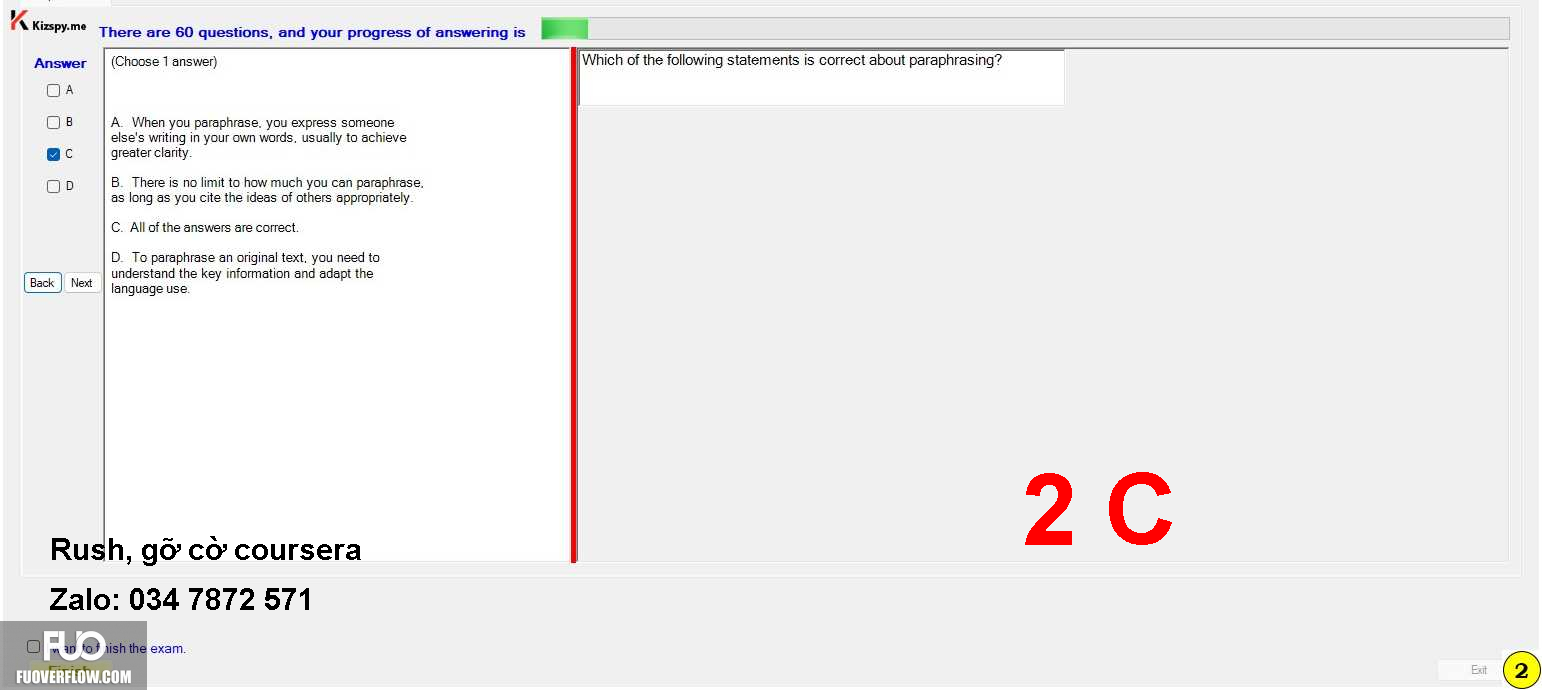 Kizspy.me
There are 60 questions, and your progress of answering is
Answer
A
B
C
D
Back
Next
(Choose 1 answer)
A. When you paraphrase, you express someone
else's writing in your own words, usually to achieve
greater clarity.
B. There is no limit to how much you can paraphrase,
as long as you cite the ideas of others appropriately.
C. All of the answers are correct.
D. To paraphrase an original text, you need to
understand the key information and adapt the
language use.
Which of the following statements is correct about paraphrasing?
2 C
Rush, gỡ cờ coursera
Zalo: 034 7872 571
FUO
FUOVERFLOW.COM
want to finish the exam.
Finish
Exit
2